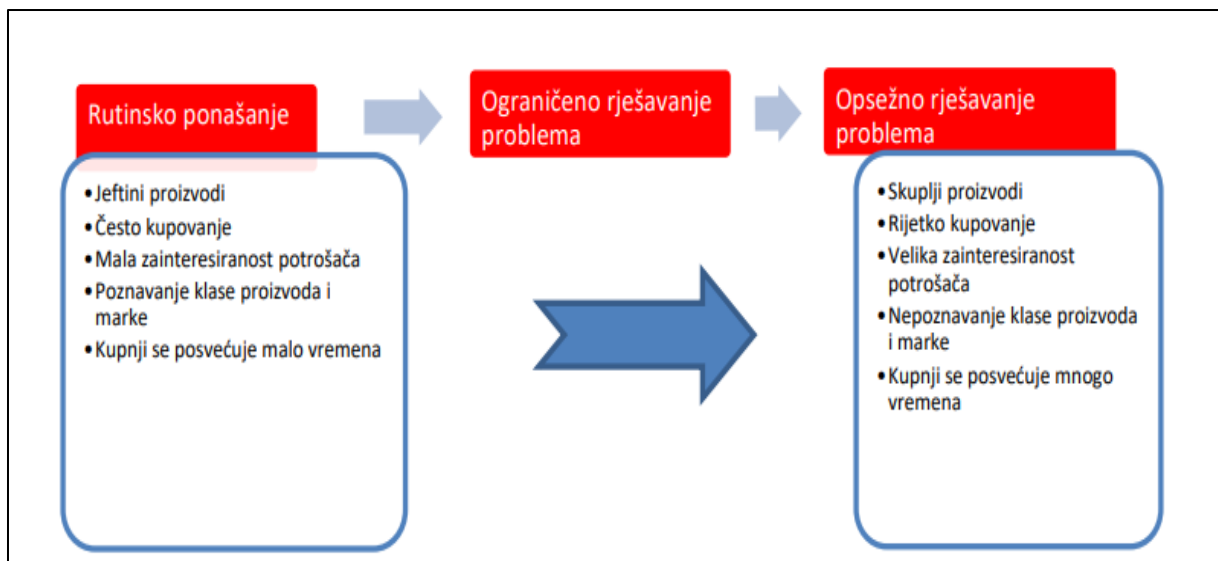 Rutinsko ponašanje
Ograničeno rješavanje
problema
Opsežno rješavanje
problema
•Jeftini proizvodi
•Često kupovanje
•Mala zainteresiranost potrošača
•Poznavanje klase proizvoda i
marke
•Kupnji se posvećuje malo vremena
•Skuplji proizvodi
•Rijetko kupovanje
•Velika zainteresiranost
potrošača
•Nepoznavanje klase proizvoda
i marke
•Kupnji se posvećuje mnogo
vremena